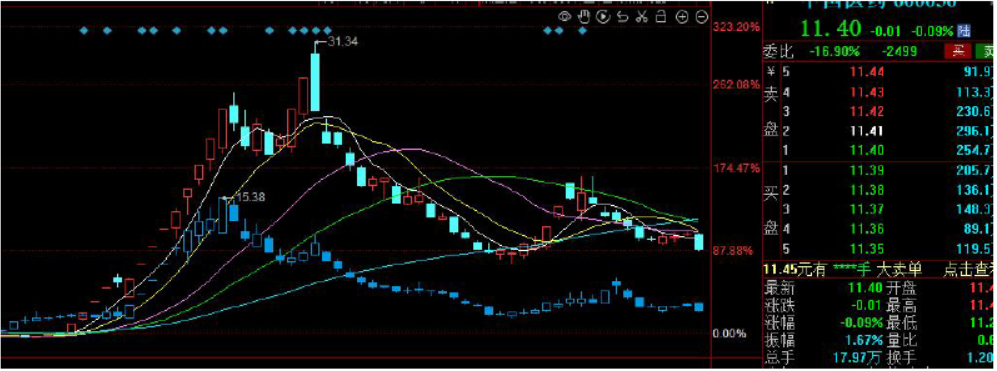 323.20%
262.08%
174.47%
87.88%
0.00%
31.34
15.38
11.40 -0.01 -0.09% 陆
委比 -16.90% -2499 买 卖
卖盘
¥ 5 11.44 91.9
4 11.43 113.3
3 11.42 230.6
2 11.41 296.1
1 11.40 254.7
买盘
1 11.39 205.7
2 11.38 136.1
3 11.37 148.3
4 11.36 89.1
5 11.35 119.5
11.45元有 ****手 大卖单 点击查
最新 11.40 开盘 11.4
涨跌 -0.01 最高 11.4
涨幅 -0.09% 最低 11.2
振幅 1.67% 量比 0.6
总手 17.97万 换手 1.20